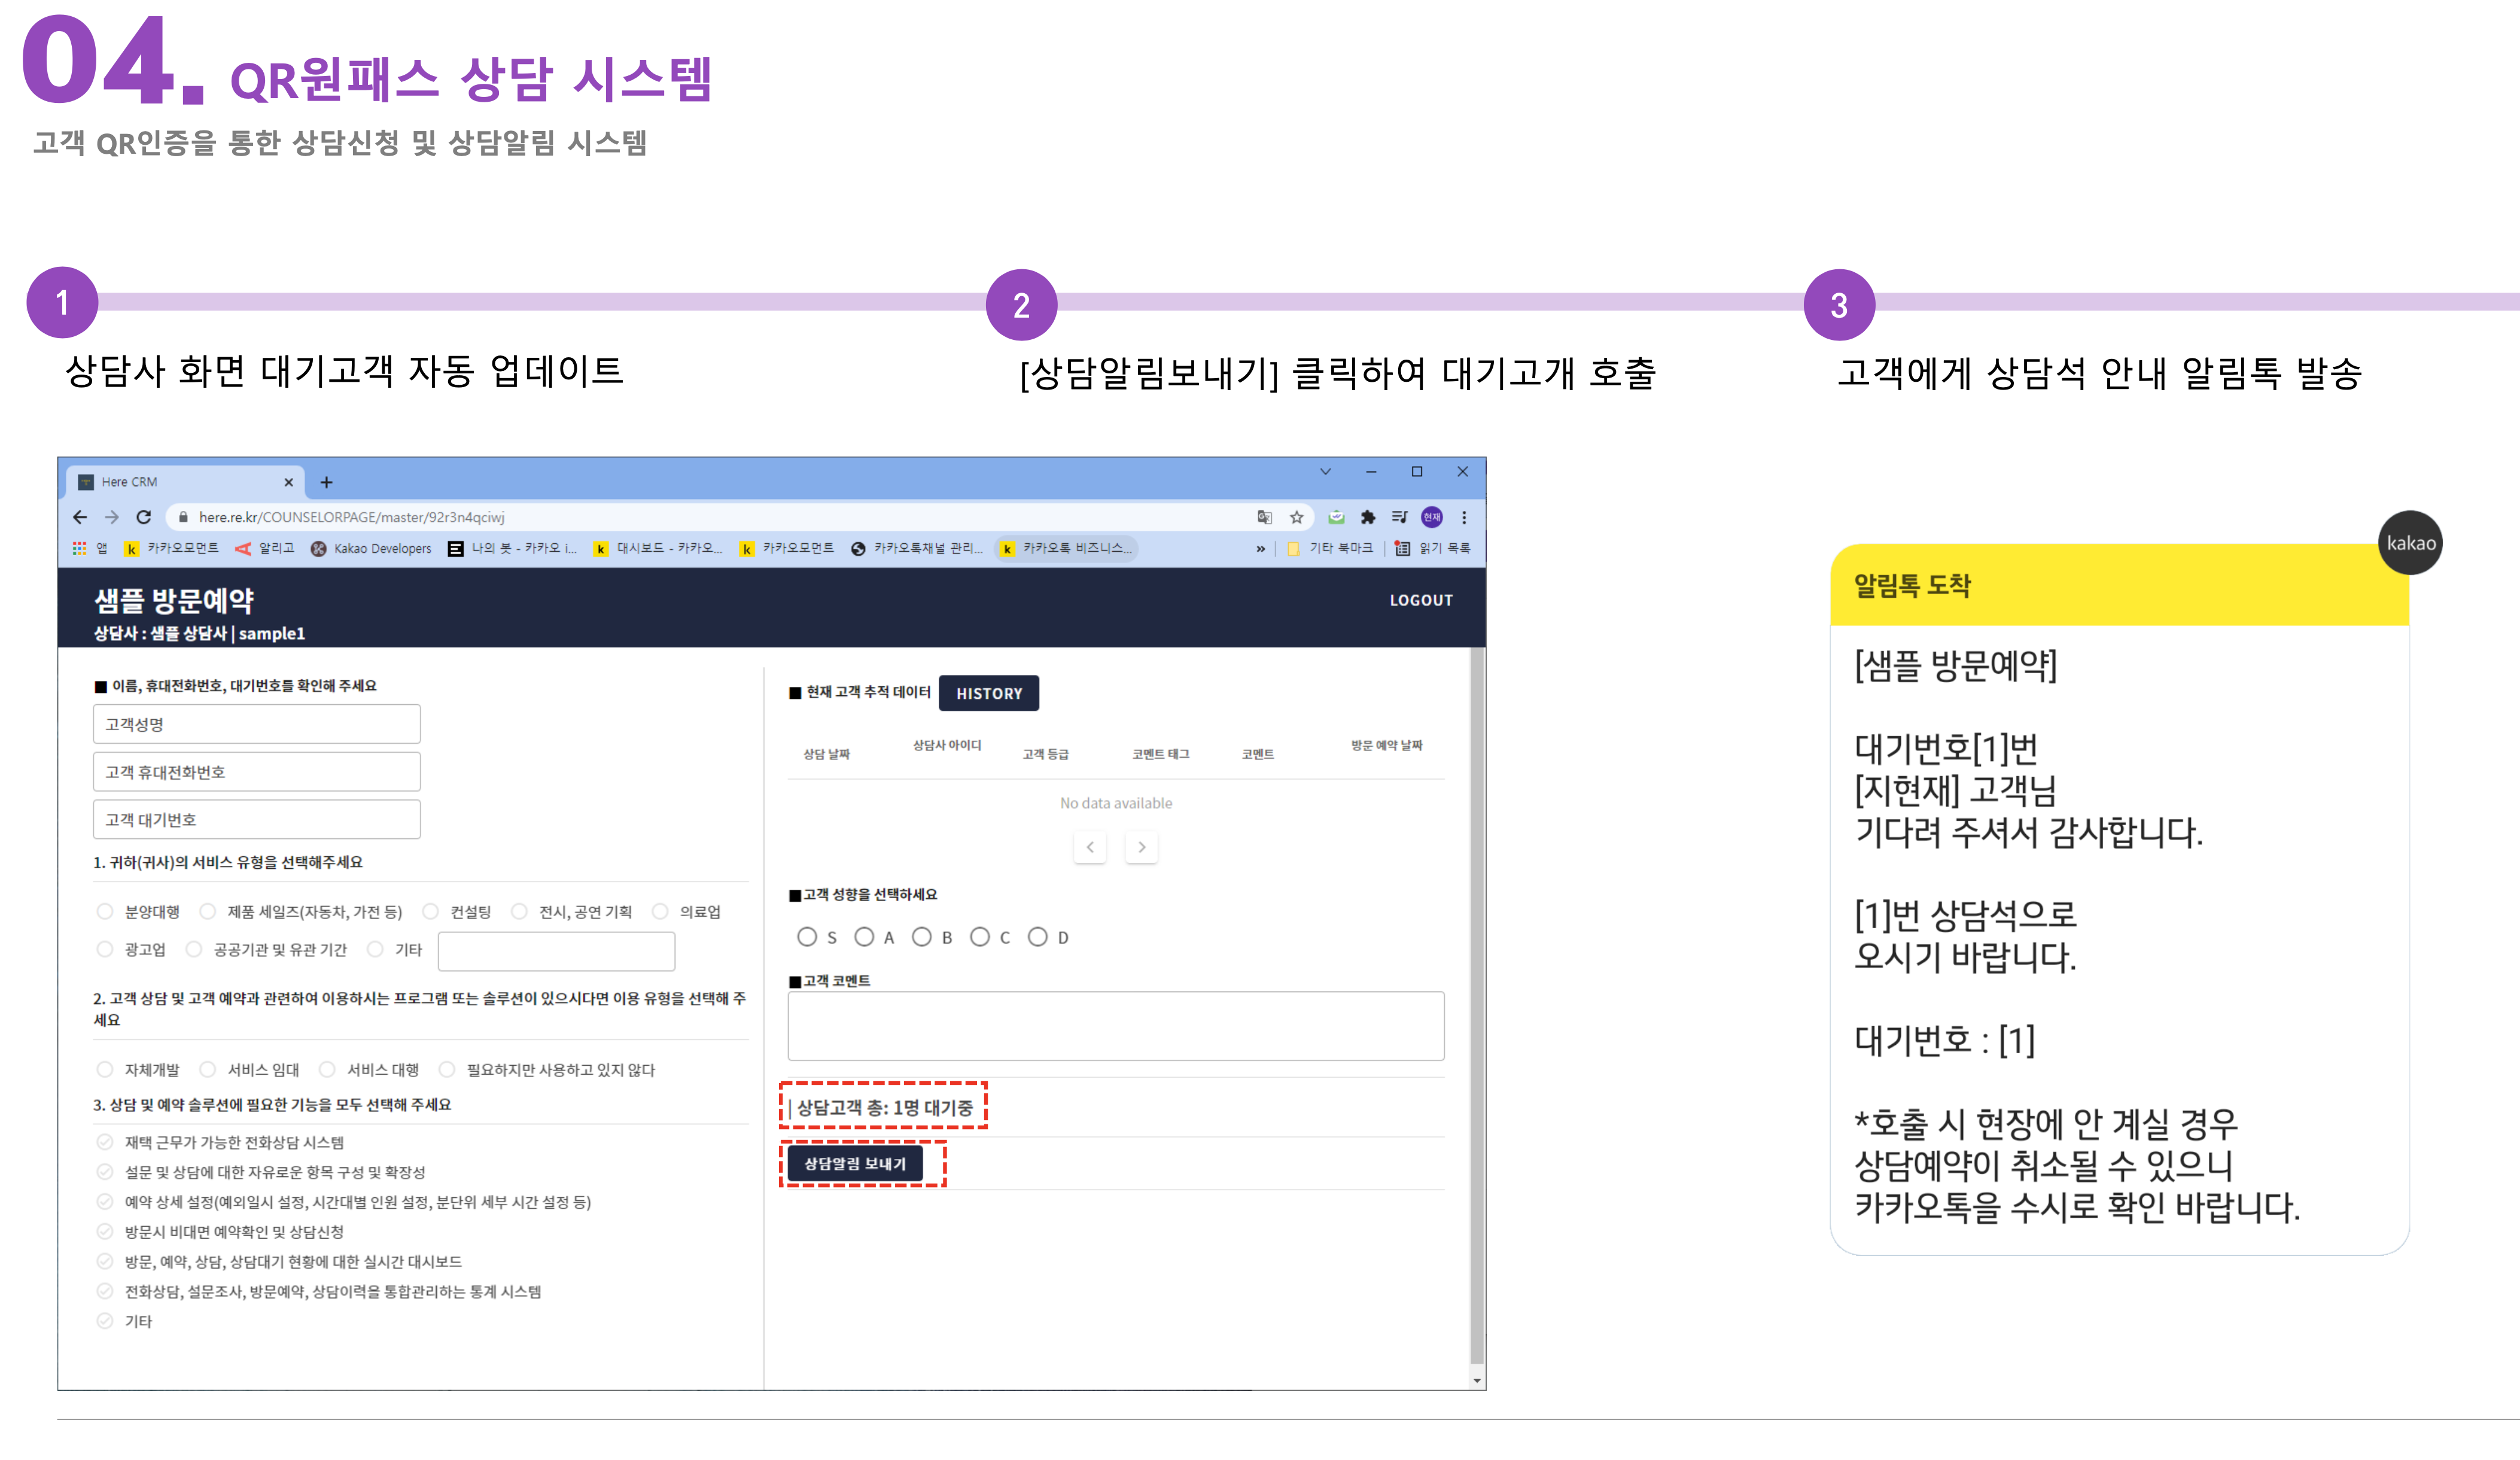 04. QR원패스 상담 시스템
고객 QR인증을 통한 상담신청 및 상담알림 시스템
1
2
3
상담사 화면 대기고객 자동 업데이트
[상담알림보내기] 클릭하여 대기고개 호출
고객에게 상담석 안내 알림톡 발송
Here CRM
here.re.kr/COUNSELORPAGE/master/92r3n4qciwj
현재
앱 카카오모먼트 알리고 Kakao Developers 나의 봇 - 카카오 i... 대시보드 - 카카오... 카카오모먼트 카카오톡채널 관리... 카카오톡 비즈니스... » 기타 북마크 읽기 목록
샘플 방문예약
LOGOUT
상담사 : 샘플 상담사 | sample1
■ 이름, 휴대전화번호, 대기번호를 확인해 주세요
고객성명
고객 휴대전화번호
고객 대기번호
1. 귀하(귀사)의 서비스 유형을 선택해주세요
분양대행 제품 세일즈(자동차, 가전 등) 컨설팅 전시, 공연 기획 의료업
광고업 공공기관 및 유관 기간 기타
2. 고객 상담 및 고객 예약과 관련하여 이용하시는 프로그램 또는 솔루션이 있으시다면 이용 유형을 선택해 주
세요
자체개발 서비스 임대 서비스 대행 필요하지만 사용하고 있지 않다
3. 상담 및 예약 솔루션에 필요한 기능을 모두 선택해 주세요
재택 근무가 가능한 전화상담 시스템
설문 및 상담에 대한 자유로운 항목 구성 및 확장성
예약 상세 설정(예외일시 설정, 시간대별 인원 설정, 분단위 세부 시간 설정 등)
방문시 비대면 예약확인 및 상담신청
방문, 예약, 상담, 상담대기 현황에 대한 실시간 대시보드
전화상담, 설문조사, 방문예약, 상담이력을 통합관리하는 통계 시스템
기타
■ 현재 고객 추적 데이터 HISTORY
상담 날짜 상담사 아이디 고객 등급 코멘트 태그 코멘트 방문 예약 날짜
No data available
< >
■고객 성향을 선택하세요
S A B C D
■고객 코멘트
| 상담고객 총: 1명 대기중
상담알림 보내기
kakao
알림톡 도착
[샘플 방문예약]
대기번호[1]번
[지현재] 고객님
기다려 주셔서 감사합니다.
[1]번 상담석으로
오시기 바랍니다.
대기번호 : [1]
*호출 시 현장에 안 계실 경우
상담예약이 취소될 수 있으니
카카오톡을 수시로 확인 바랍니다.